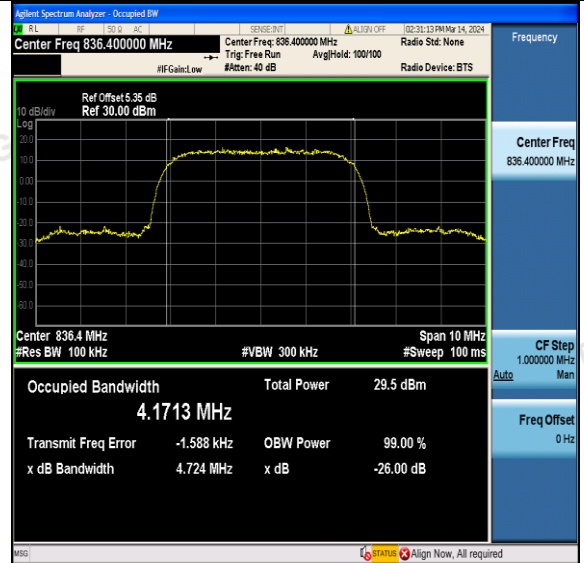 Agilent Spectrum Analyzer - Occupied BW
RL RF 50 Ω AC SENSE:INT ALIGN OFF 02:31:13 PM Mar 14, 2024
Center Freq 836.400000 MHz
Center Freq: 836.400000 MHz Radio Std: None
Trig: Free Run Avg|Hold: 100/100
#IFGain:Low #Atten: 40 dB Radio Device: BTS
Ref Offset 5.35 dB
10 dB/div Ref 30.00 dBm
Log
20.0
10.0
0.00
-10.0
-20.0
-30.0
-40.0
-50.0
-60.0
Center 836.4 MHz Span 10 MHz
#Res BW 100 kHz #VBW 300 kHz #Sweep 100 ms
Occupied Bandwidth Total Power 29.5 dBm
4.1713 MHz
Transmit Freq Error -1.588 kHz OBW Power 99.00 %
x dB Bandwidth 4.724 MHz x dB -26.00 dB
MSG STATUS Align Now, All required
Frequency
Center Freq
836.400000 MHz
CF Step
1.000000 MHz
Auto Man
Freq Offset
0 Hz